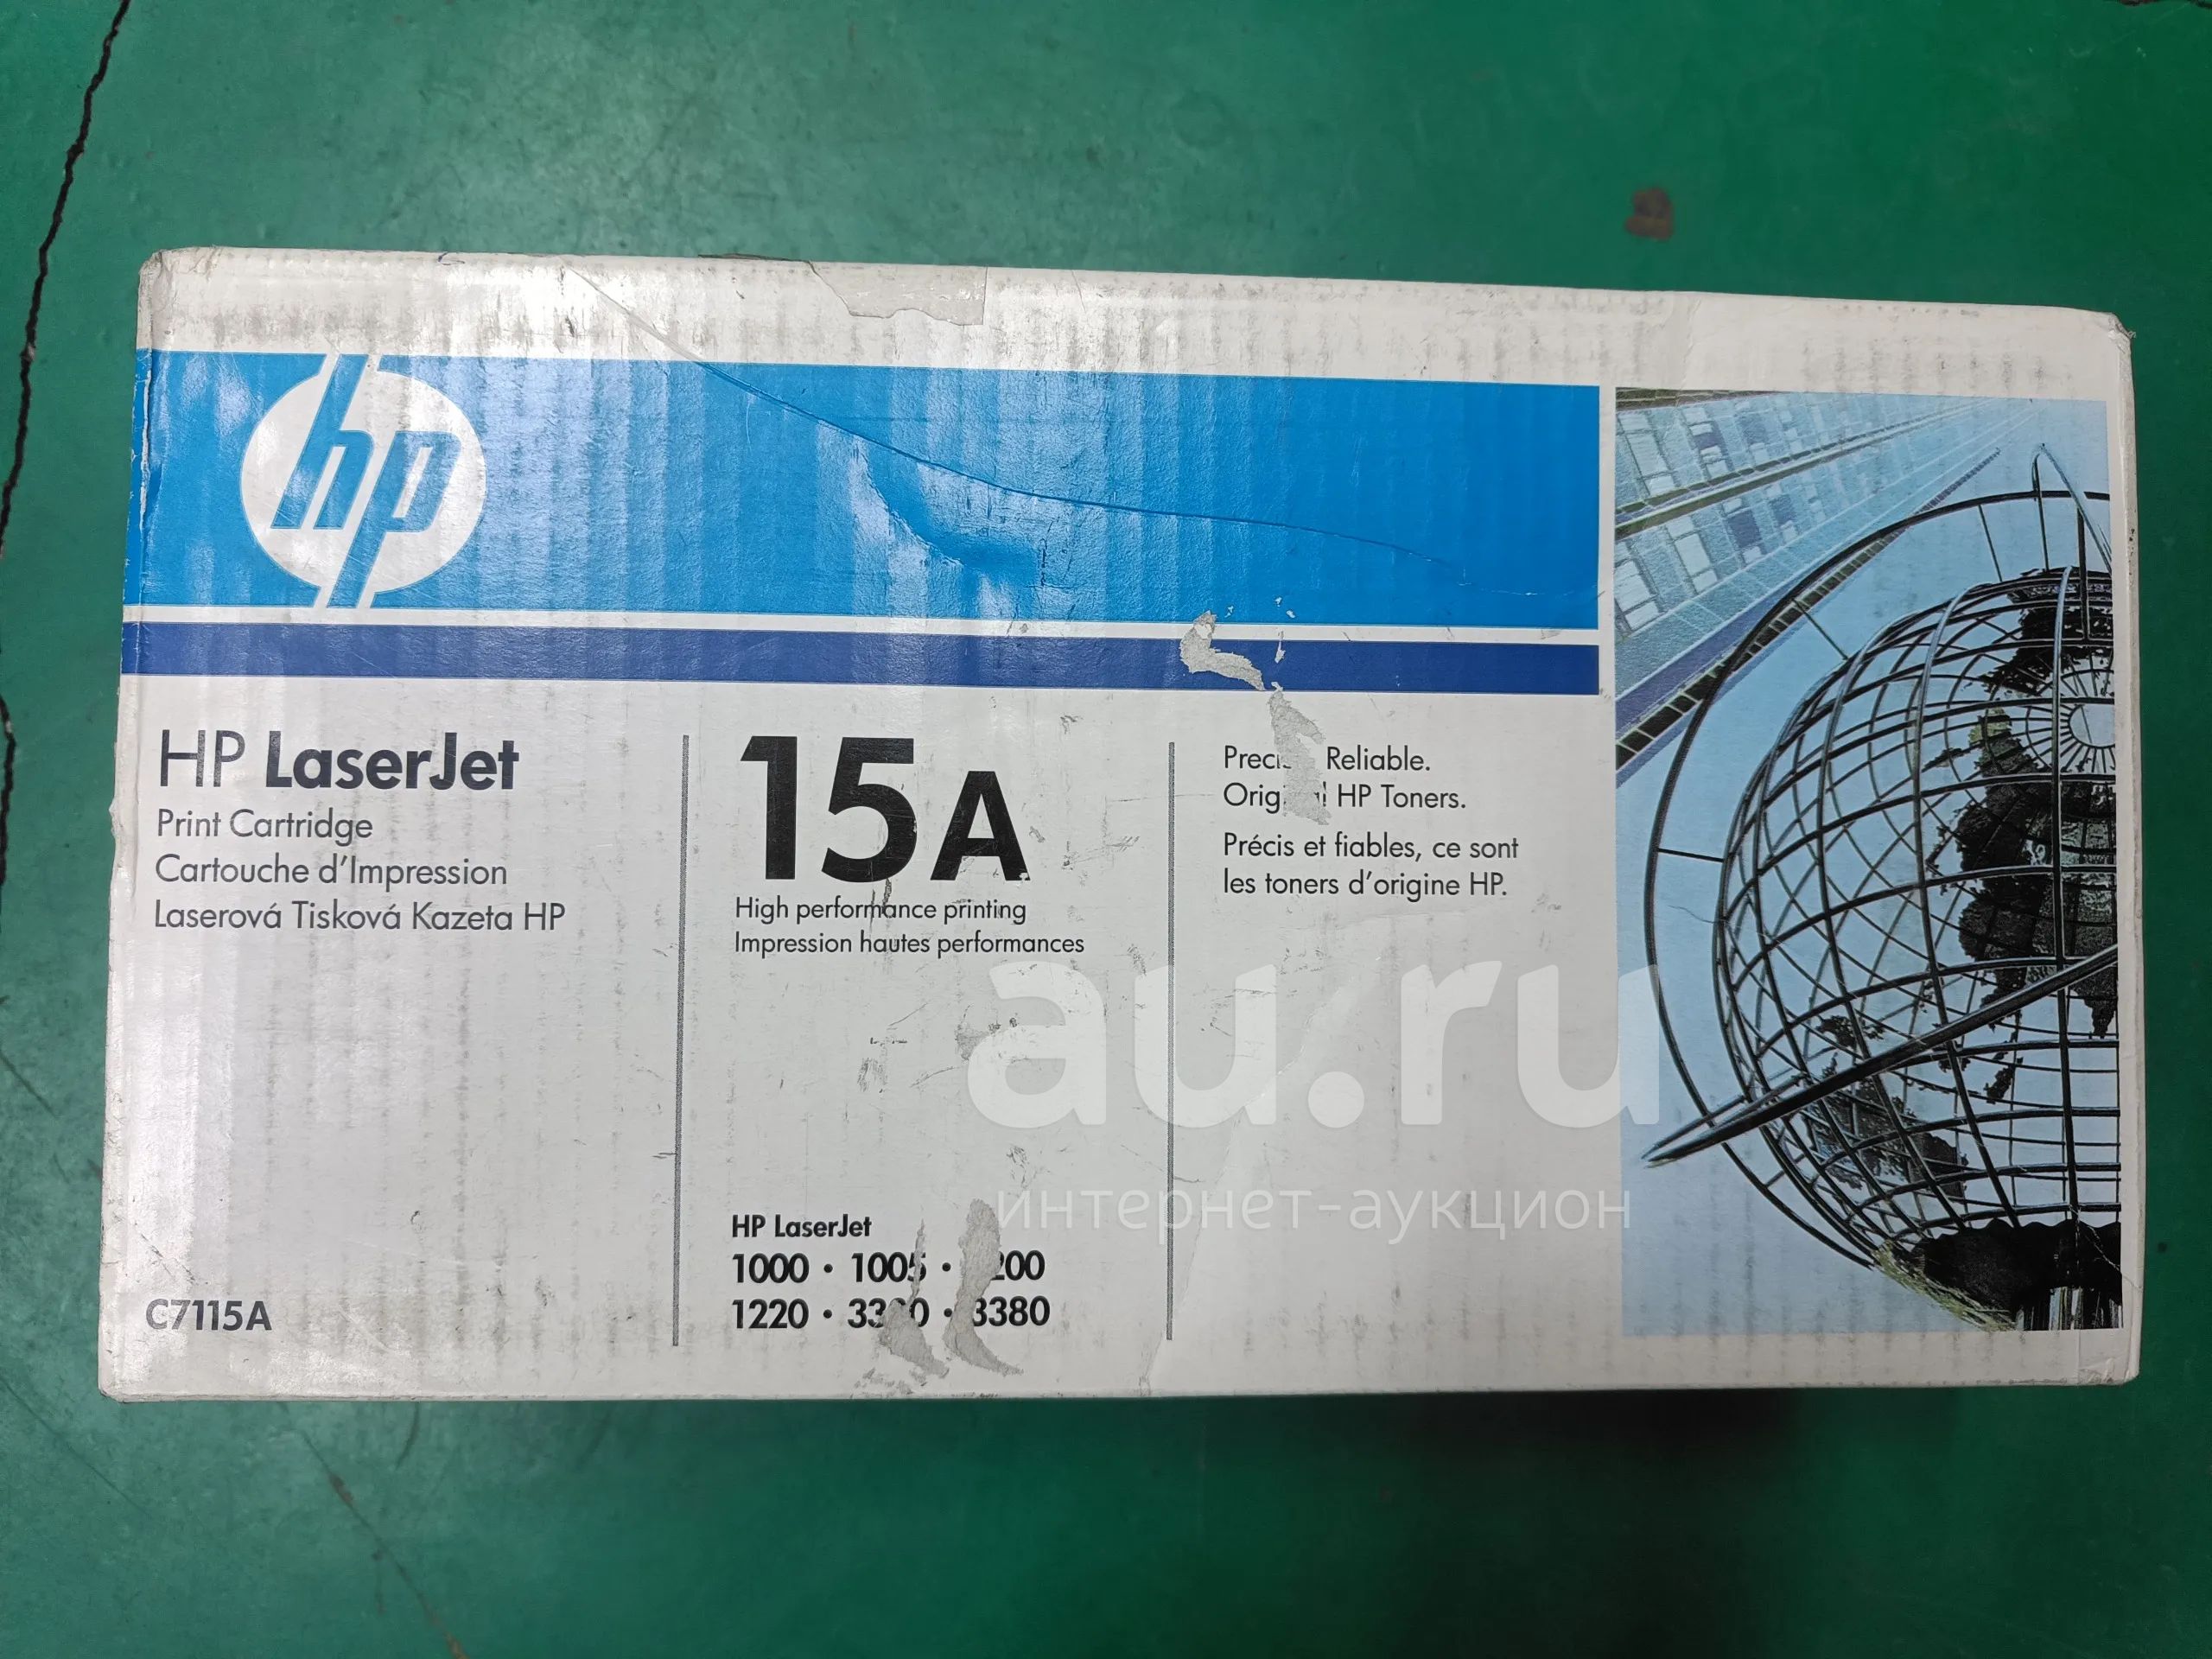 hp
HP LaserJet
Print Cartridge
Cartouche d'Impression
Laserová Tisková Kazeta HP
C7115A
15A
High performance printing
Impression hautes performances
HP LaserJet
1000 • 1005 •
1220 • • 3380
Reliable.
HP Toners.
Précis et fiables, ce sont
les toners d'origine HP.
au.ru
интернет-аукцион